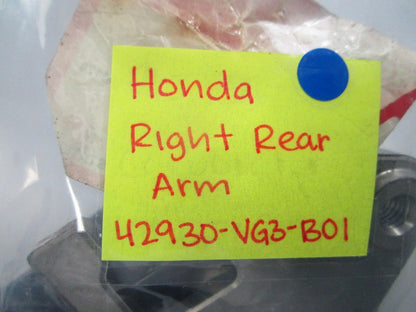 Honda
Right Rear
Arm
42930-VG3-B01